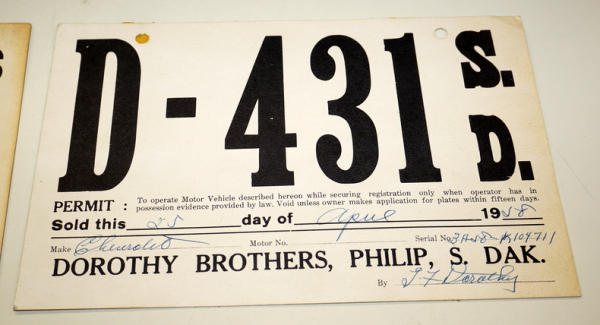 D-431 S. D.
PERMIT : To operate Motor Vehicle described hereon while securing registration only when operator has in
possession evidence provided by law. Void unless owner makes application for plates within fifteen days.
Sold this 25 day of April 1958
Make Chevrolet Motor No. Serial No.
DOROTHY BROTHERS, PHILIP, S. DAK.
By Dorothy